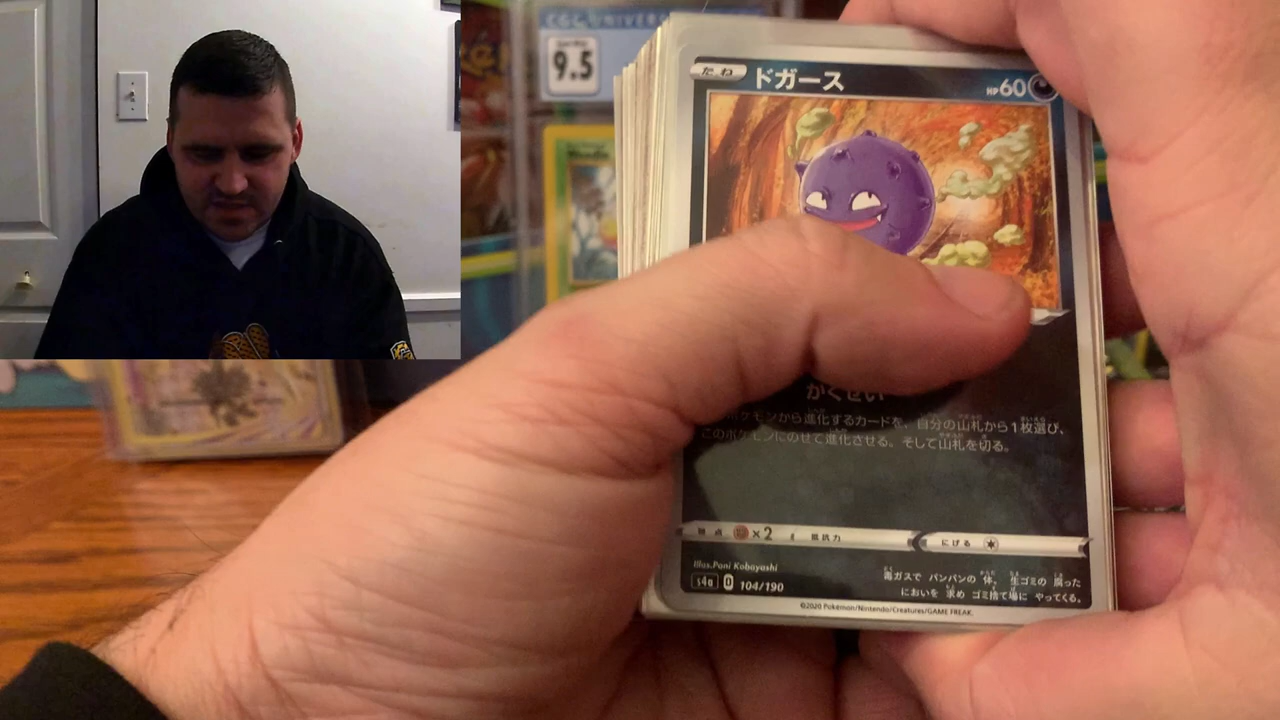 9.5
たね ドガース HP60
かくせい
ポケモンから進化するカードを、自分の山札から1枚選び、
このポケモンにのせて進化させる。そして山札を切る。
弱点 ×2 抵抗力 にげる
Illus.Pani Kobayashi
s4a D 104/190
毒ガスで パンパンの 体。生ゴミの 腐った
においを 求め ゴミ捨て場に やってくる。
©2020 Pokémon/Nintendo/Creatures/GAME FREAK.